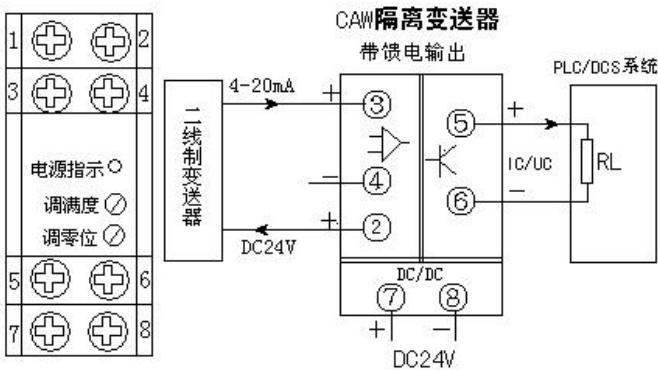 CAW隔离变送器
带馈电输出
1 2
3 4
电源指示
调满度
调零位
5 6
7 8
二线制变送器
4-20mA
DC24V
+ ③
− ④
+ ②
⑤ +
IC/UC
⑥ −
DC/DC
⑦ ⑧
+ −
DC24V
PLC/DCS系统
RL